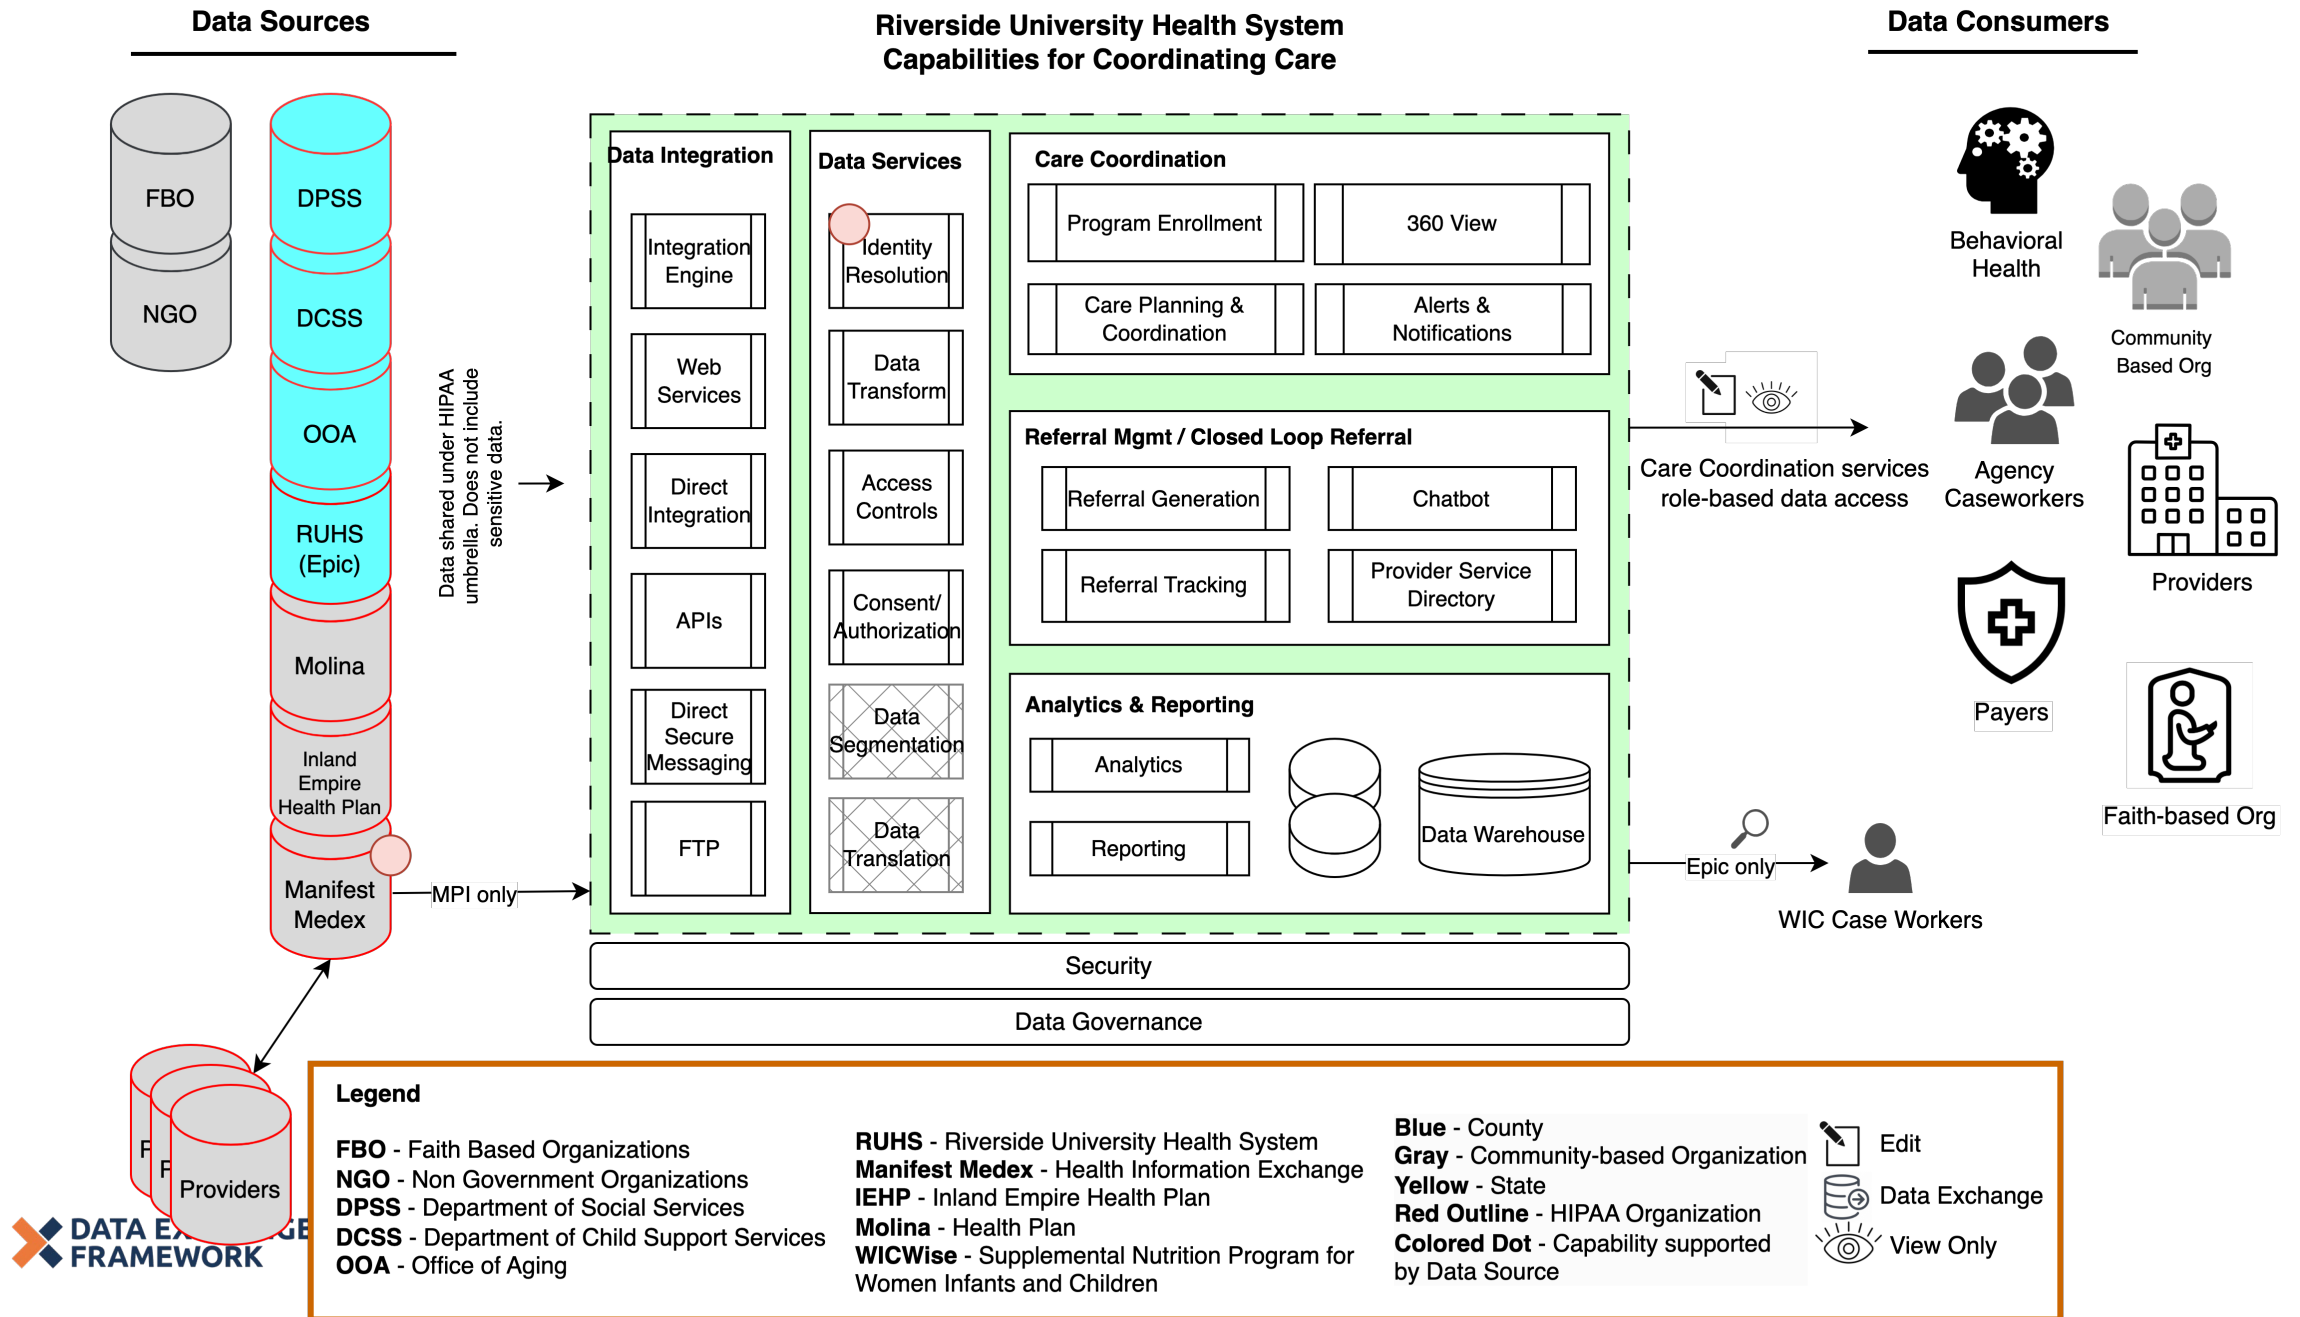 Data Sources
Riverside University Health System
Capabilities for Coordinating Care
Data Consumers
FBO
NGO
DPSS
DCSS
OOA
RUHS
(Epic)
Molina
Inland
Empire
Health Plan
Manifest
Medex
F
F
Providers
Data shared under HIPAA
umbrella. Does not include
sensitive data.
MPI only
Data Integration
Integration
Engine
Web
Services
Direct
Integration
APIs
Direct
Secure
Messaging
FTP
Data Services
Identity
Resolution
Data
Transform
Access
Controls
Consent/
Authorization
Data
Segmentation
Data
Translation
Care Coordination
Program Enrollment
360 View
Care Planning &
Coordination
Alerts &
Notifications
Referral Mgmt / Closed Loop Referral
Referral Generation
Chatbot
Referral Tracking
Provider Service
Directory
Analytics & Reporting
Analytics
Reporting
Data Warehouse
Security
Data Governance
Care Coordination services
role-based data access
Epic only
Behavioral
Health
Community
Based Org
Agency
Caseworkers
Providers
Payers
Faith-based Org
WIC Case Workers
Legend
FBO - Faith Based Organizations
NGO - Non Government Organizations
DPSS - Department of Social Services
DCSS - Department of Child Support Services
OOA - Office of Aging
RUHS - Riverside University Health System
Manifest Medex - Health Information Exchange
IEHP - Inland Empire Health Plan
Molina - Health Plan
WICWise - Supplemental Nutrition Program for
Women Infants and Children
Blue - County
Gray - Community-based Organization
Yellow - State
Red Outline - HIPAA Organization
Colored Dot - Capability supported
by Data Source
Edit
Data Exchange
View Only
DATA
FRAMEWORK